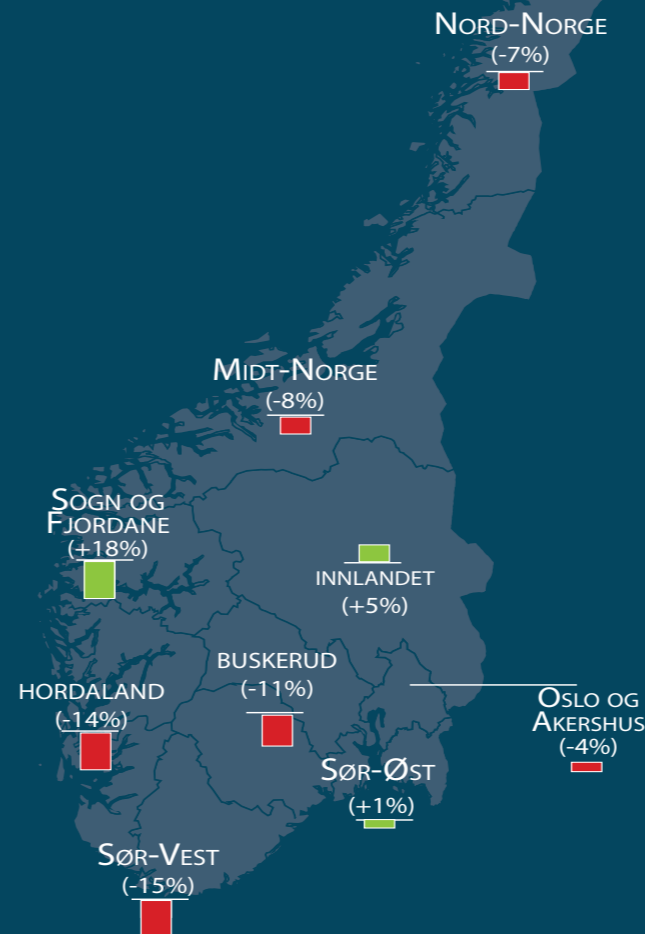 Nord-Norge
(-7%)
Midt-Norge
(-8%)
Sogn og
Fjordane
(+18%)
innlandet
(+5%)
buskerud
(-11%)
hordaland
(-14%)
Oslo og
Akershus
(-4%)
Sør-Øst
(+1%)
Sør-Vest
(-15%)